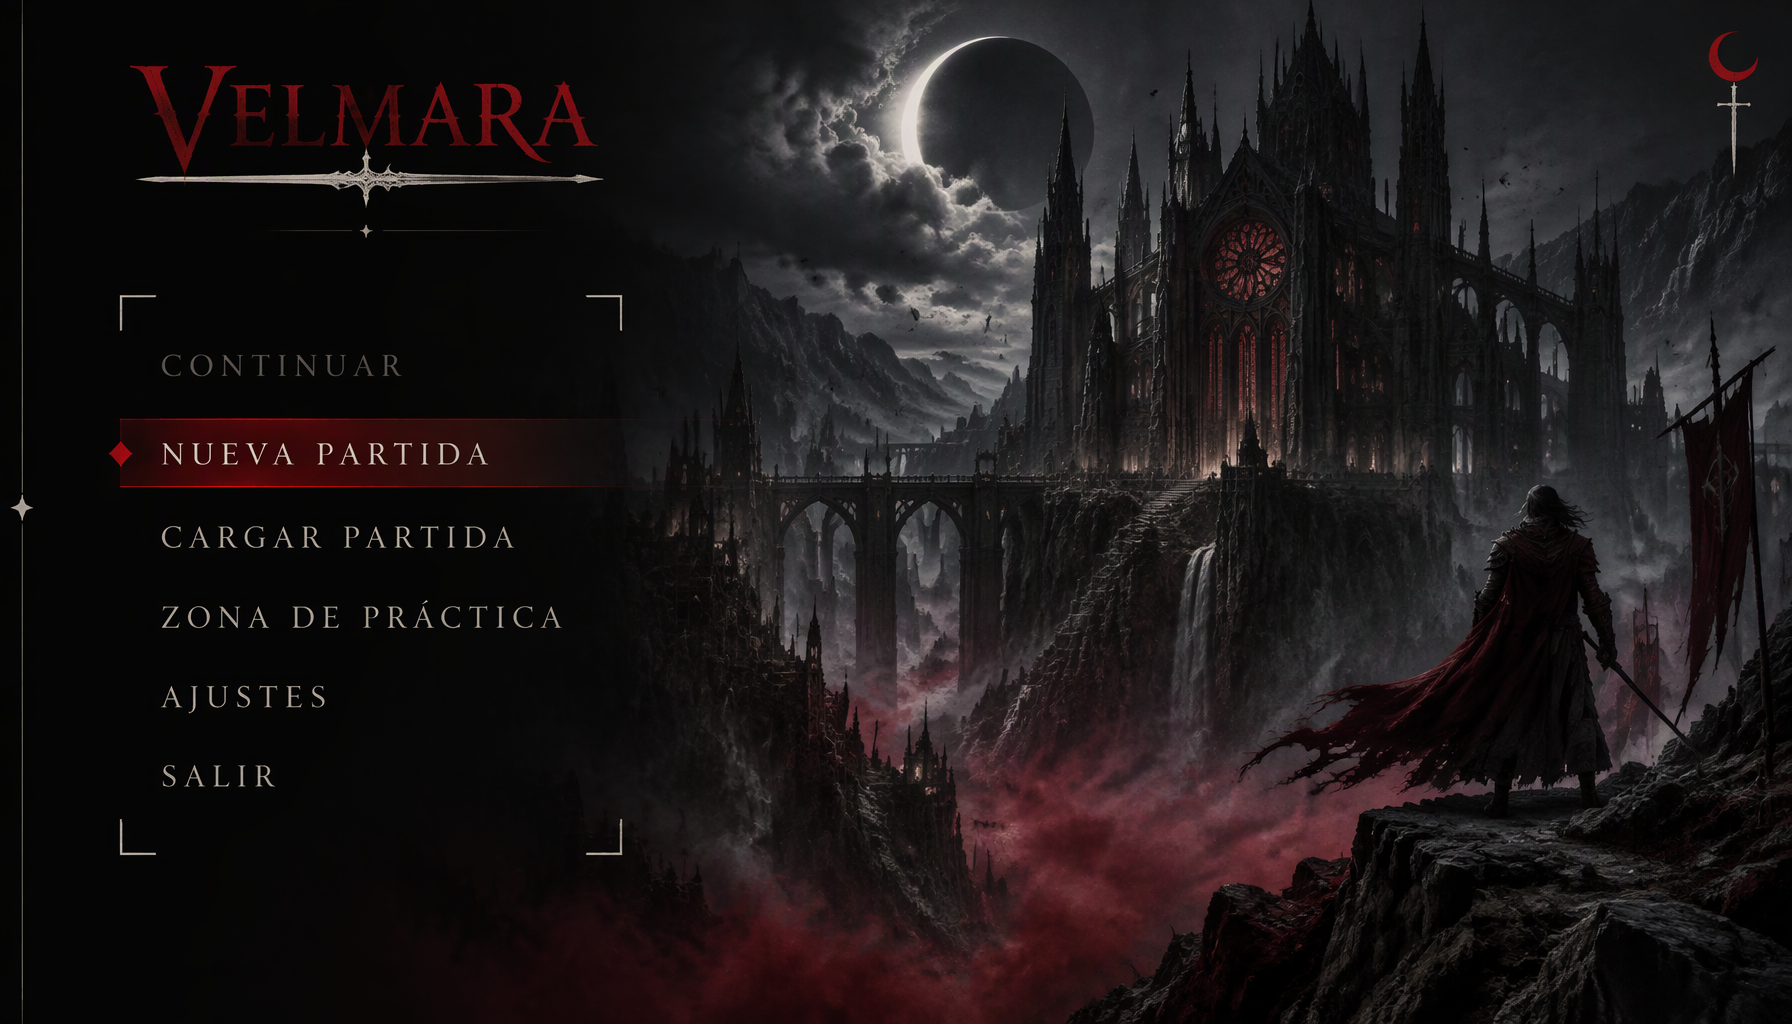 VELMARA
CONTINUAR
NUEVA PARTIDA
CARGAR PARTIDA
ZONA DE PRÁCTICA
AJUSTES
SALIR